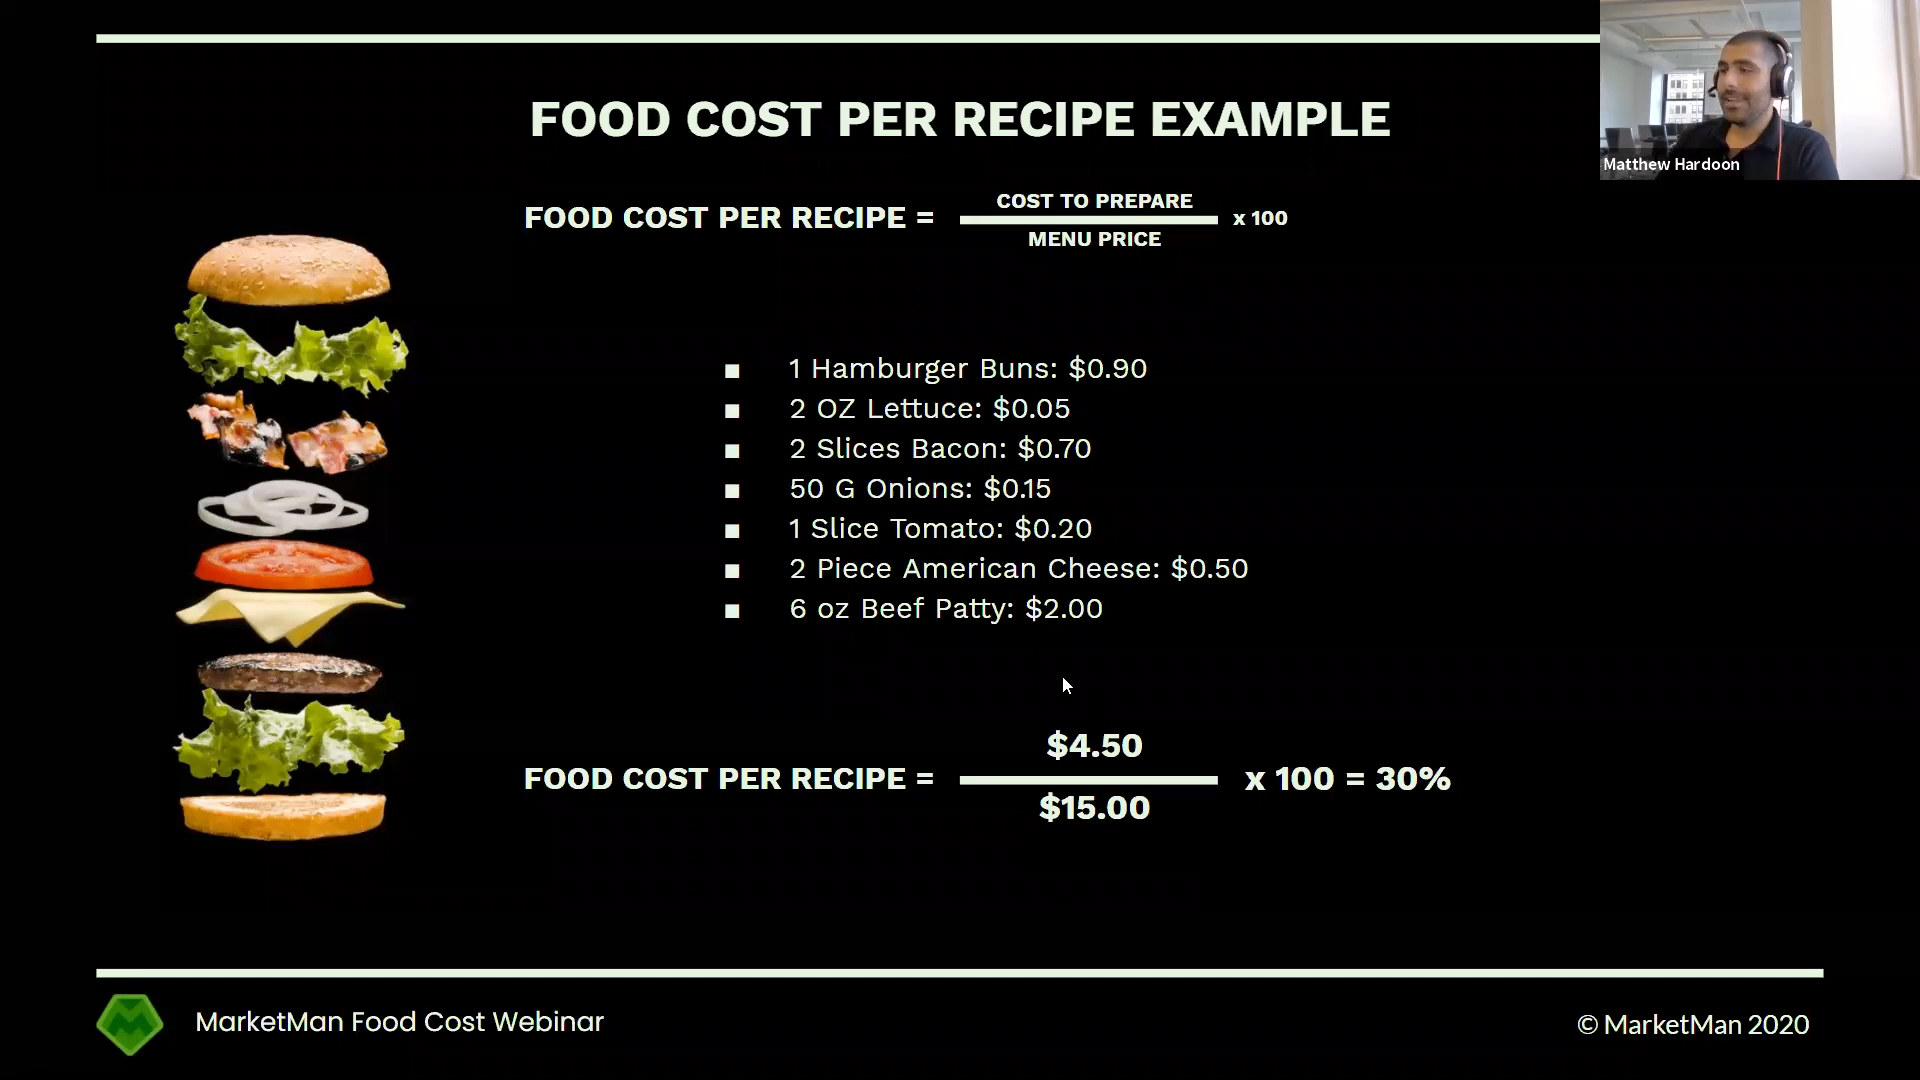 FOOD COST PER RECIPE EXAMPLE
Matthew Hardoon
FOOD COST PER RECIPE = COST TO PREPARE x 100
MENU PRICE
■ 1 Hamburger Buns: $0.90
■ 2 OZ Lettuce: $0.05
■ 2 Slices Bacon: $0.70
■ 50 G Onions: $0.15
■ 1 Slice Tomato: $0.20
■ 2 Piece American Cheese: $0.50
■ 6 oz Beef Patty: $2.00
$4.50
FOOD COST PER RECIPE = x 100 = 30%
$15.00
MarketMan Food Cost Webinar
© MarketMan 2020